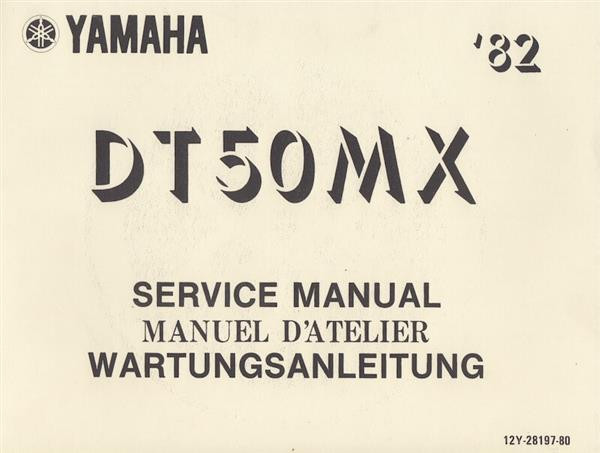 YAMAHA
'82
DT50MX
SERVICE MANUAL
MANUEL D'ATELIER
WARTUNGSANLEITUNG
12Y-28197-80